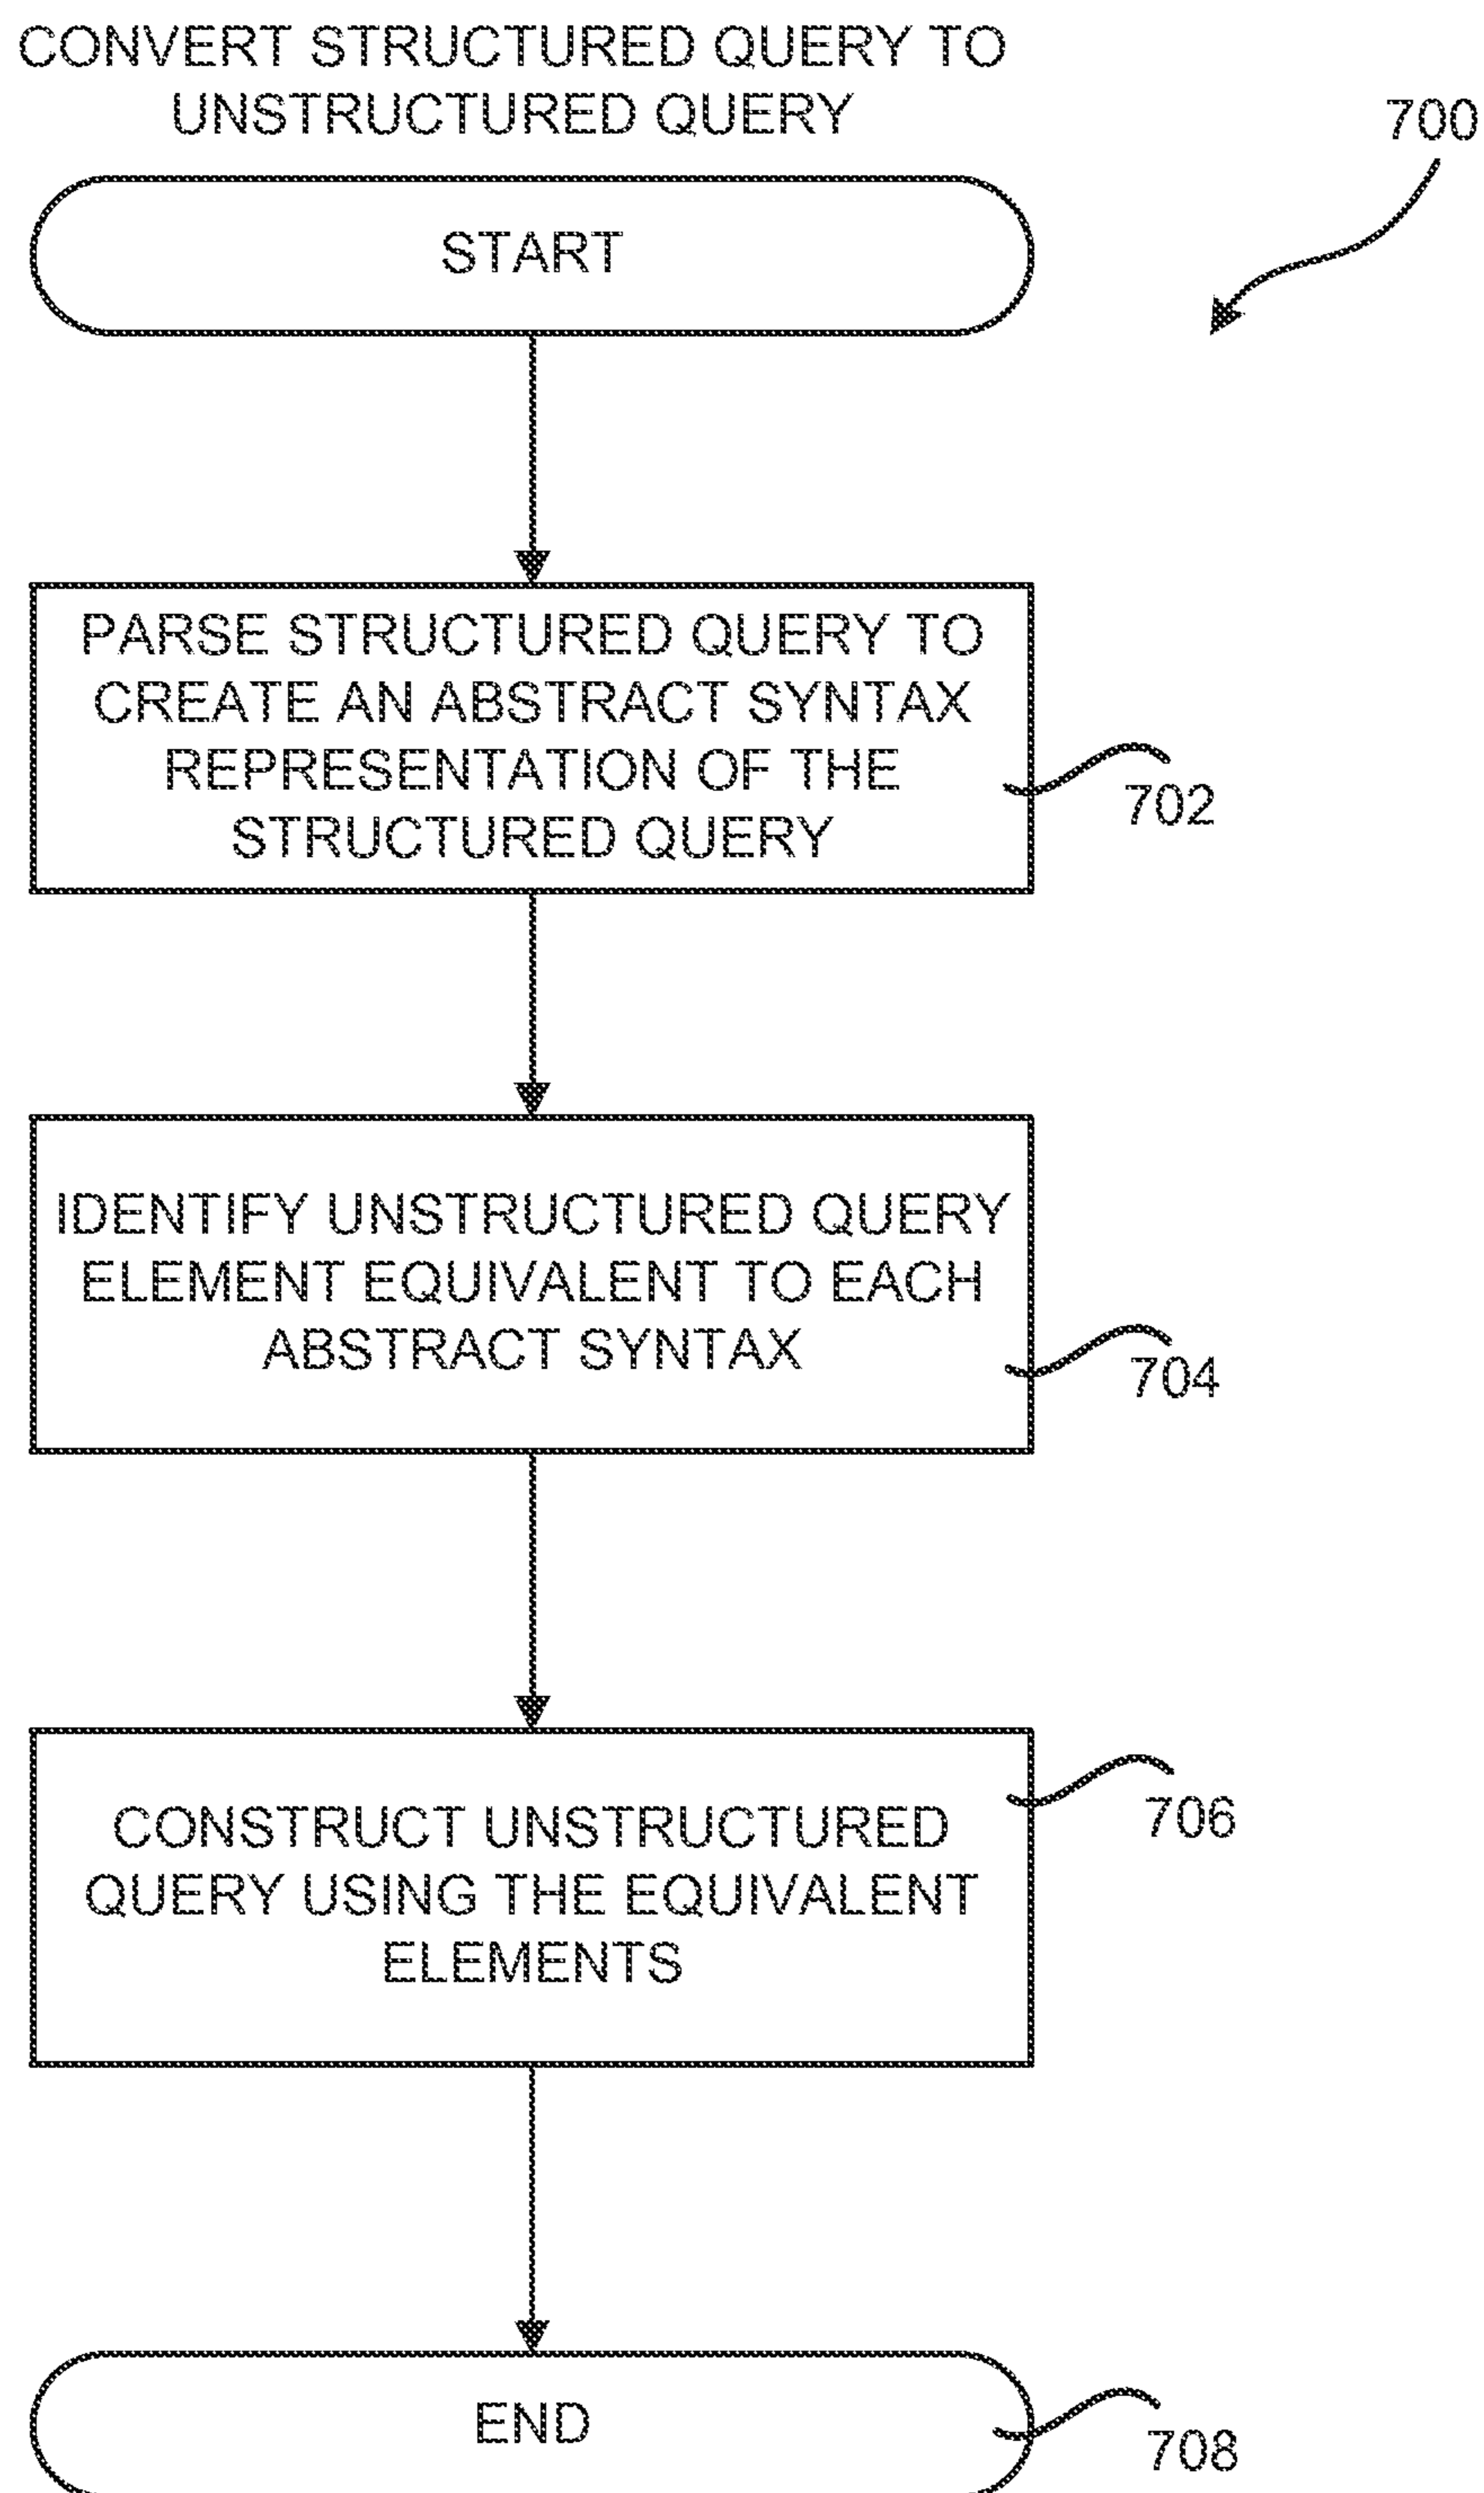 CONVERT STRUCTURED QUERY TO
UNSTRUCTURED QUERY
700
START
PARSE STRUCTURED QUERY TO
CREATE AN ABSTRACT SYNTAX
REPRESENTATION OF THE
STRUCTURED QUERY
702
IDENTIFY UNSTRUCTURED QUERY
ELEMENT EQUIVALENT TO EACH
ABSTRACT SYNTAX
704
CONSTRUCT UNSTRUCTURED
QUERY USING THE EQUIVALENT
ELEMENTS
706
END
708